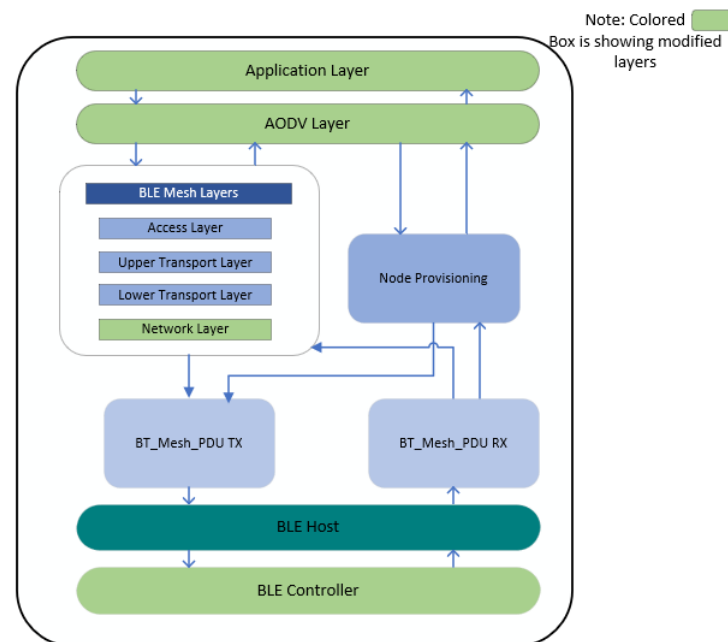 Note: Colored
Box is showing modified
layers
Application Layer
AODV Layer
BLE Mesh Layers
Access Layer
Upper Transport Layer
Lower Transport Layer
Network Layer
Node Provisioning
BT_Mesh_PDU TX
BT_Mesh_PDU RX
BLE Host
BLE Controller